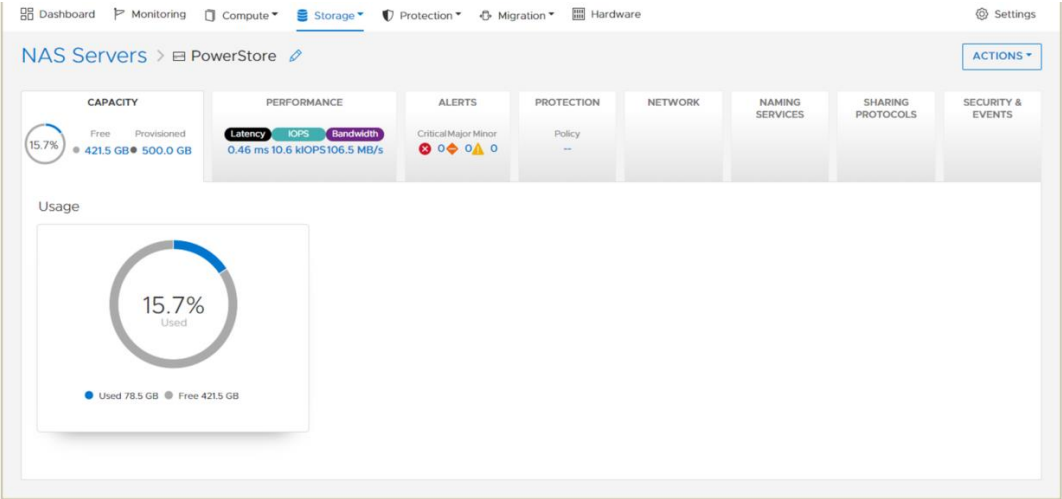 Dashboard Monitoring Compute Storage Protection Migration Hardware Settings
NAS Servers > PowerStore ACTIONS
CAPACITY PERFORMANCE ALERTS PROTECTION NETWORK NAMING SERVICES SHARING PROTOCOLS SECURITY & EVENTS
Free Provisioned Latency IOPS Bandwidth Critical Major Minor Policy
15.7% 421.5 GB 500.0 GB 0.46 ms 10.6 kIOPS 106.5 MB/s 0 0 0 --
Usage
15.7%
Used
Used 78.5 GB Free 421.5 GB